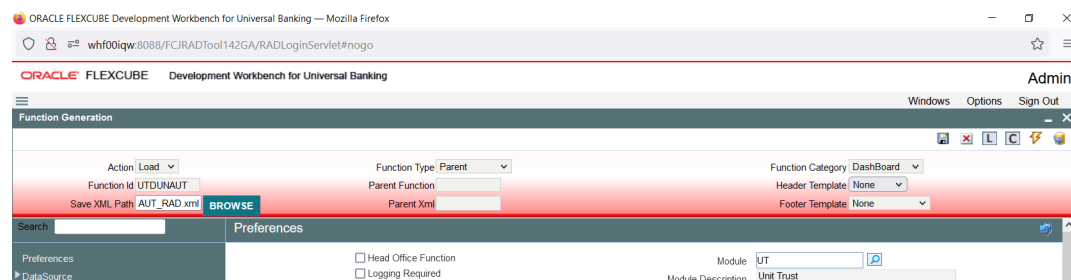 ORACLE FLEXCUBE Development Workbench for Universal Banking — Mozilla Firefox
whf00iqw:8088/FCJRADTool142GA/RADLoginServlet#nogo
ORACLE® FLEXCUBE Development Workbench for Universal Banking Admin
Windows Options Sign Out
Function Generation
L C
Action Load Function Type Parent Function Category DashBoard
Function Id UTDUNAUT Parent Function Header Template None
Save XML Path AUT_RAD.xml BROWSE Parent Xml Footer Template None
Search Preferences
Preferences Head Office Function Module UT
DataSource Logging Required Module Description Unit Trust